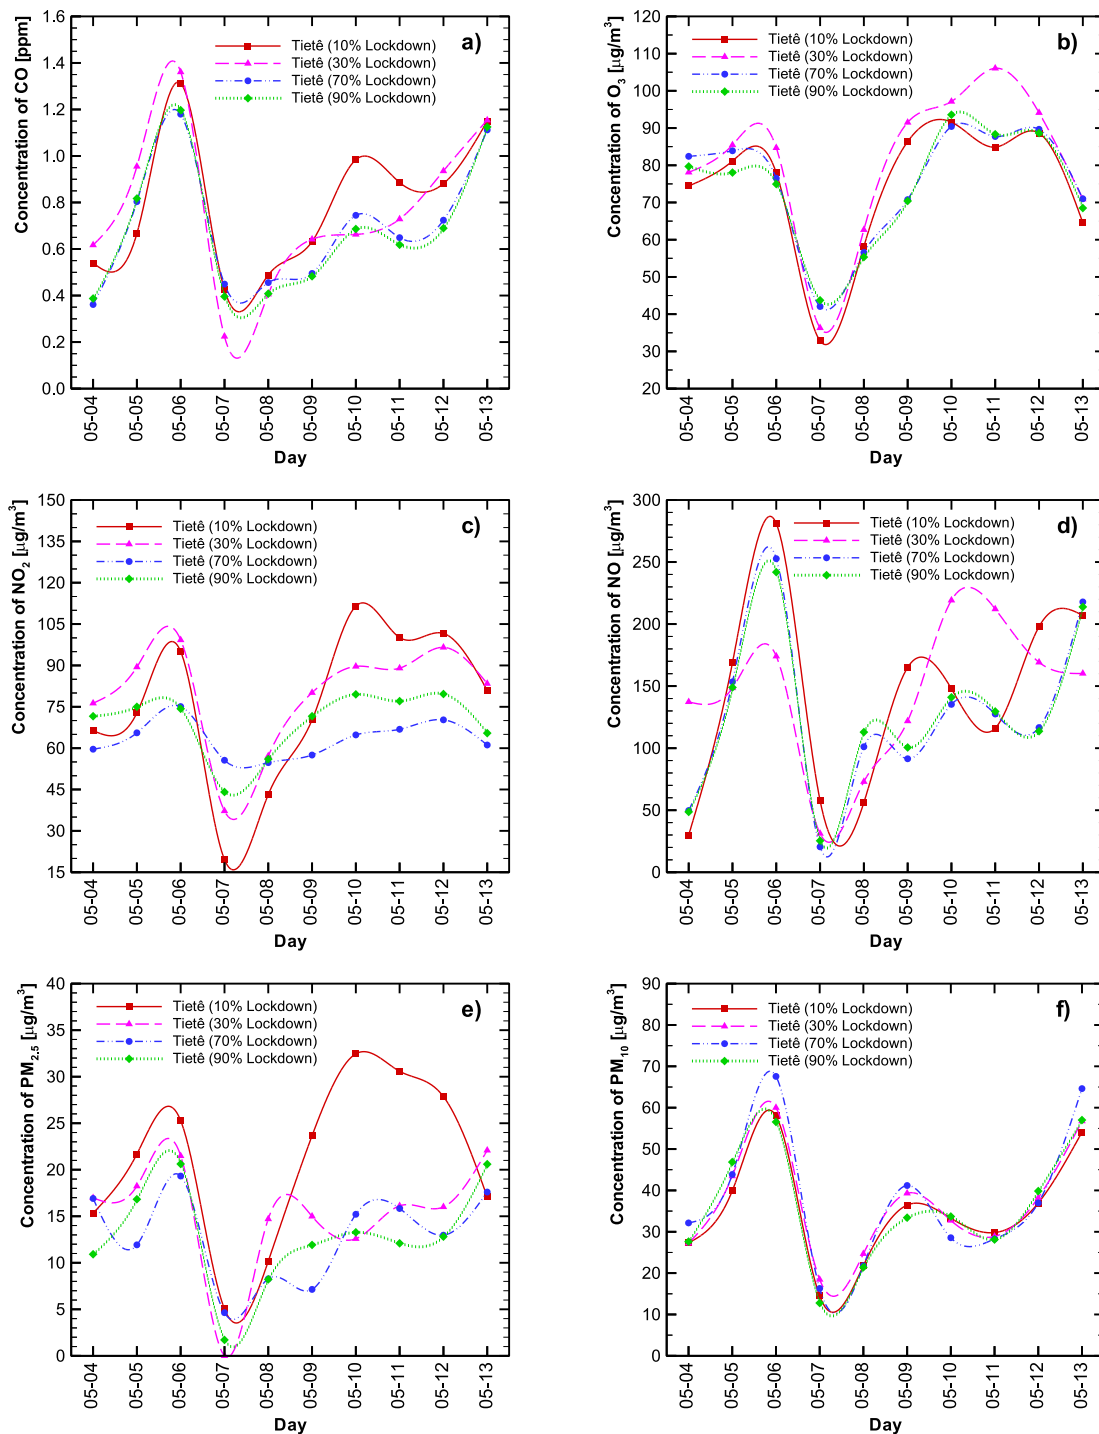 a)
Tietê (10% Lockdown)
Tietê (30% Lockdown)
Tietê (70% Lockdown)
Tietê (90% Lockdown)
Concentration of CO [ppm]
1.6
1.4
1.2
1.0
0.8
0.6
0.4
0.2
0.0
05-04
05-05
05-06
05-07
05-08
05-09
05-10
05-11
05-12
05-13
Day
b)
Tietê (10% Lockdown)
Tietê (30% Lockdown)
Tietê (70% Lockdown)
Tietê (90% Lockdown)
Concentration of O3 [μg/m³]
120
110
100
90
80
70
60
50
40
30
20
05-04
05-05
05-06
05-07
05-08
05-09
05-10
05-11
05-12
05-13
Day
c)
Tietê (10% Lockdown)
Tietê (30% Lockdown)
Tietê (70% Lockdown)
Tietê (90% Lockdown)
Concentration of NO2 [μg/m³]
150
135
120
105
90
75
60
45
30
15
05-04
05-05
05-06
05-07
05-08
05-09
05-10
05-11
05-12
05-13
Day
d)
Tietê (10% Lockdown)
Tietê (30% Lockdown)
Tietê (70% Lockdown)
Tietê (90% Lockdown)
Concentration of NO [μg/m³]
300
250
200
150
100
50
0
05-04
05-05
05-06
05-07
05-08
05-09
05-10
05-11
05-12
05-13
Day
e)
Tietê (10% Lockdown)
Tietê (30% Lockdown)
Tietê (70% Lockdown)
Tietê (90% Lockdown)
Concentration of PM2.5 [μg/m³]
40
35
30
25
20
15
10
5
0
05-04
05-05
05-06
05-07
05-08
05-09
05-10
05-11
05-12
05-13
Day
f)
Tietê (10% Lockdown)
Tietê (30% Lockdown)
Tietê (70% Lockdown)
Tietê (90% Lockdown)
Concentration of PM10 [μg/m³]
90
80
70
60
50
40
30
20
10
0
05-04
05-05
05-06
05-07
05-08
05-09
05-10
05-11
05-12
05-13
Day